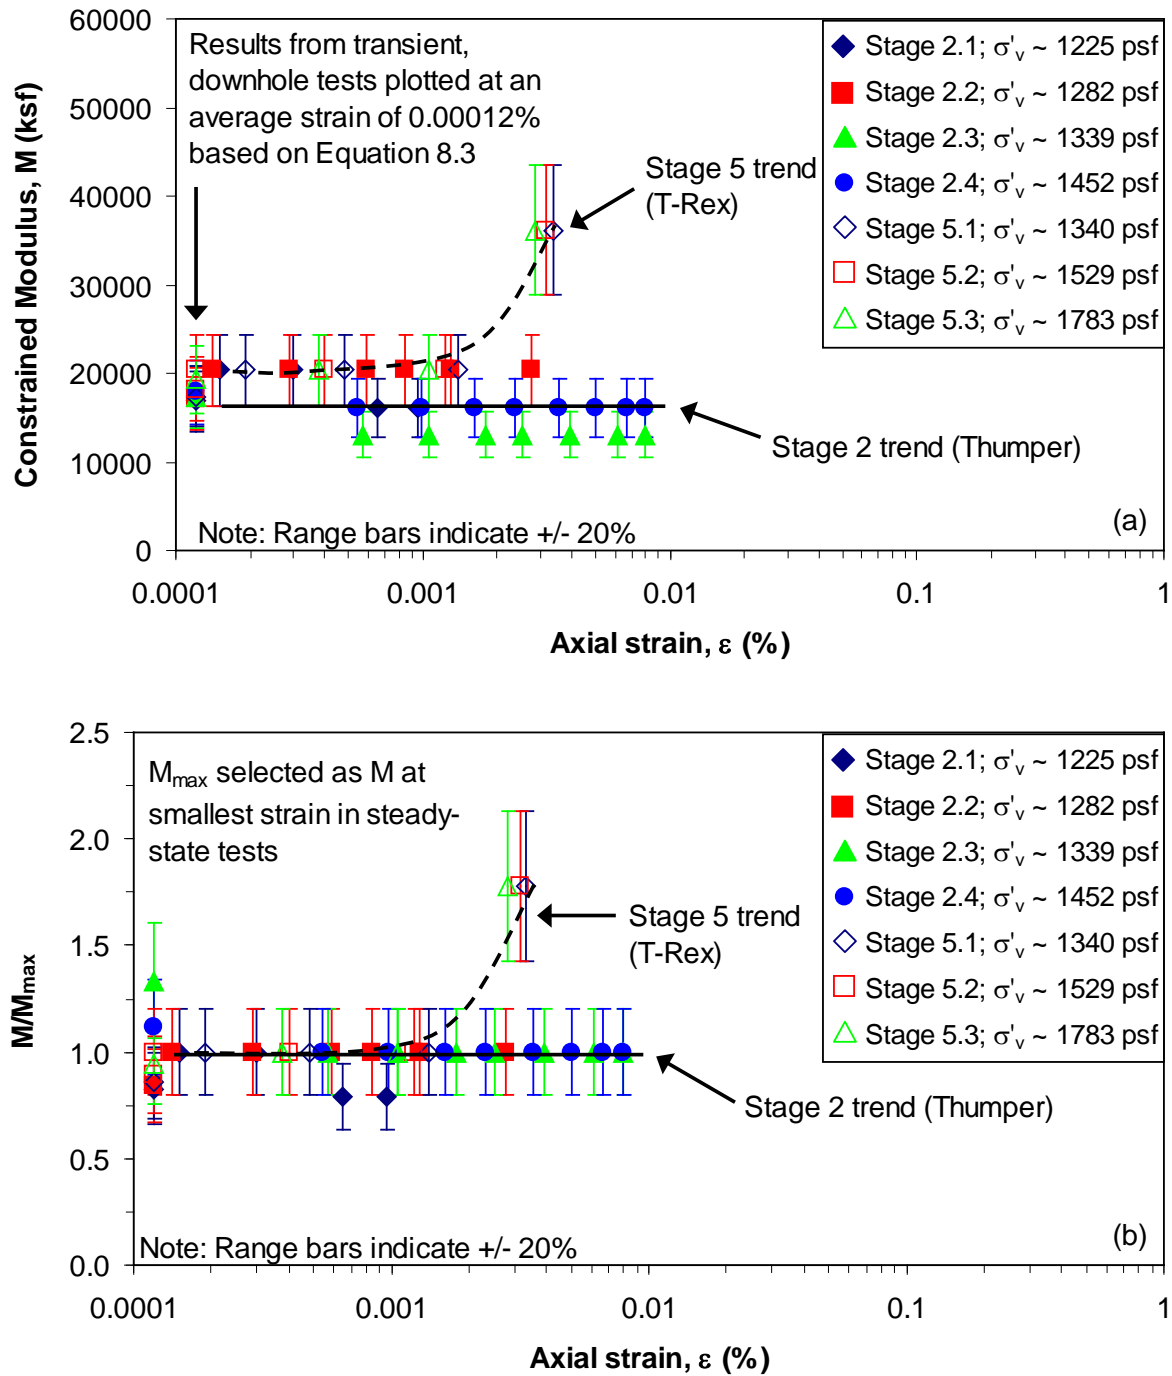 60000
50000
40000
30000
20000
10000
0
Constrained Modulus, M (ksf)
Results from transient,
downhole tests plotted at an
average strain of 0.00012%
based on Equation 8.3
Stage 5 trend
(T-Rex)
Stage 2.1; σ'v ~ 1225 psf
Stage 2.2; σ'v ~ 1282 psf
Stage 2.3; σ'v ~ 1339 psf
Stage 2.4; σ'v ~ 1452 psf
Stage 5.1; σ'v ~ 1340 psf
Stage 5.2; σ'v ~ 1529 psf
Stage 5.3; σ'v ~ 1783 psf
Stage 2 trend (Thumper)
Note: Range bars indicate +/- 20%
(a)
0.0001 0.001 0.01 0.1 1
Axial strain, ε (%)
2.5
2.0
1.5
1.0
0.5
0.0
M/Mmax
Mmax selected as M at
smallest strain in steady-
state tests
Stage 5 trend
(T-Rex)
Stage 2.1; σ'v ~ 1225 psf
Stage 2.2; σ'v ~ 1282 psf
Stage 2.3; σ'v ~ 1339 psf
Stage 2.4; σ'v ~ 1452 psf
Stage 5.1; σ'v ~ 1340 psf
Stage 5.2; σ'v ~ 1529 psf
Stage 5.3; σ'v ~ 1783 psf
Stage 2 trend (Thumper)
Note: Range bars indicate +/- 20%
(b)
0.0001 0.001 0.01 0.1 1
Axial strain, ε (%)